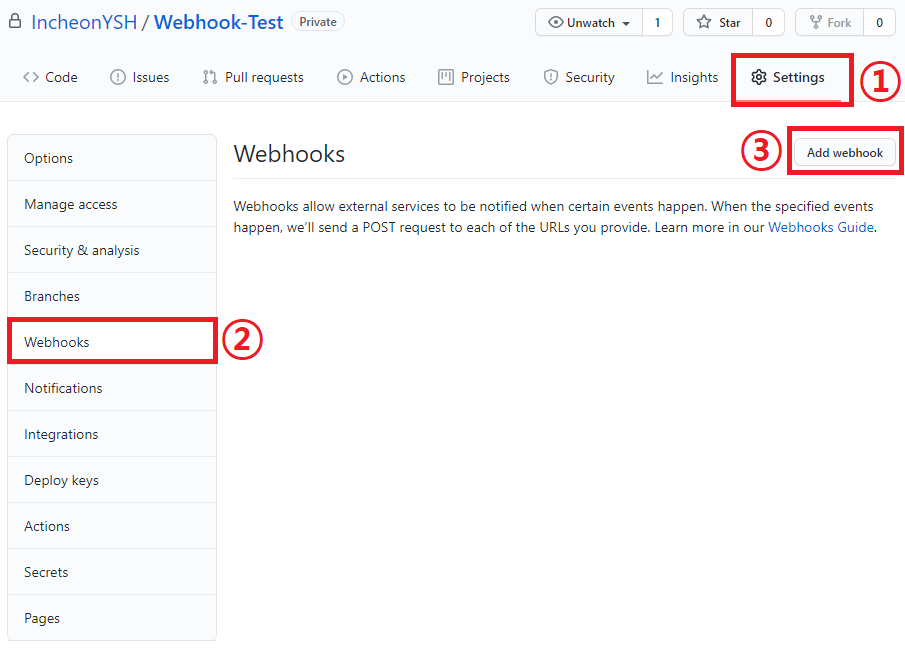 IncheonYSH / Webhook-Test Private Unwatch 1 Star 0 Fork 0
Code Issues Pull requests Actions Projects Security Insights Settings ①
Options
Manage access
Security & analysis
Branches
Webhooks ②
Notifications
Integrations
Deploy keys
Actions
Secrets
Pages
Webhooks ③ Add webhook
Webhooks allow external services to be notified when certain events happen. When the specified events
happen, we’ll send a POST request to each of the URLs you provide. Learn more in our Webhooks Guide.